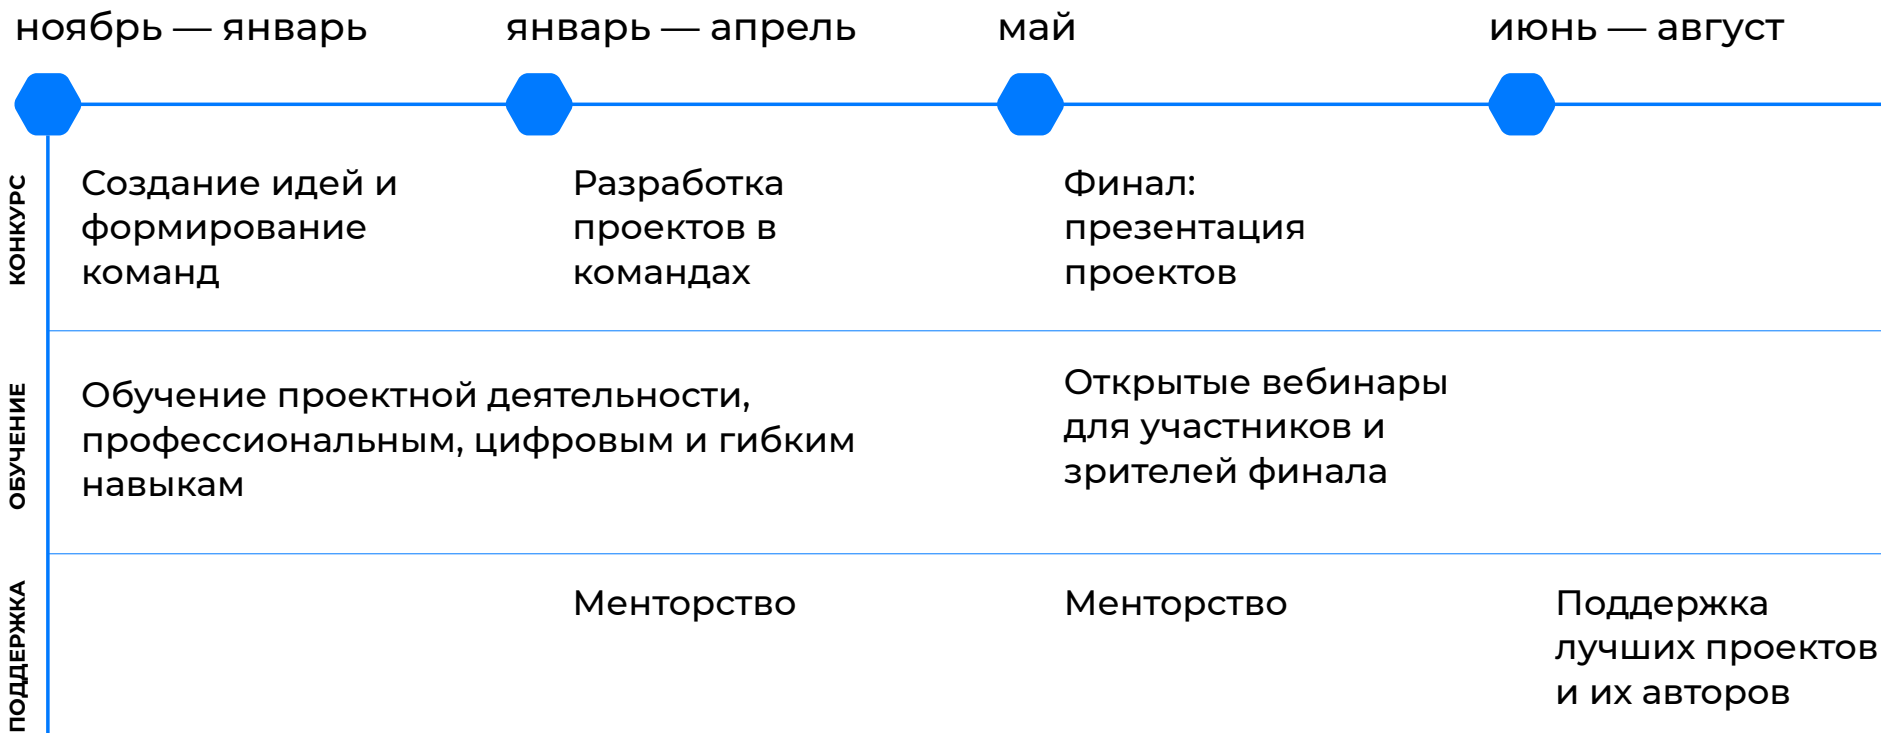 ноябрь — январь
январь — апрель
май
июнь — август
КОНКУРС
Создание идей и
формирование
команд
Разработка
проектов в
командах
Финал:
презентация
проектов
ОБУЧЕНИЕ
Обучение проектной деятельности,
профессиональным, цифровым и гибким
навыкам
Открытые вебинары
для участников и
зрителей финала
ПОДДЕРЖКА
Менторство
Менторство
Поддержка
лучших проектов
и их авторов